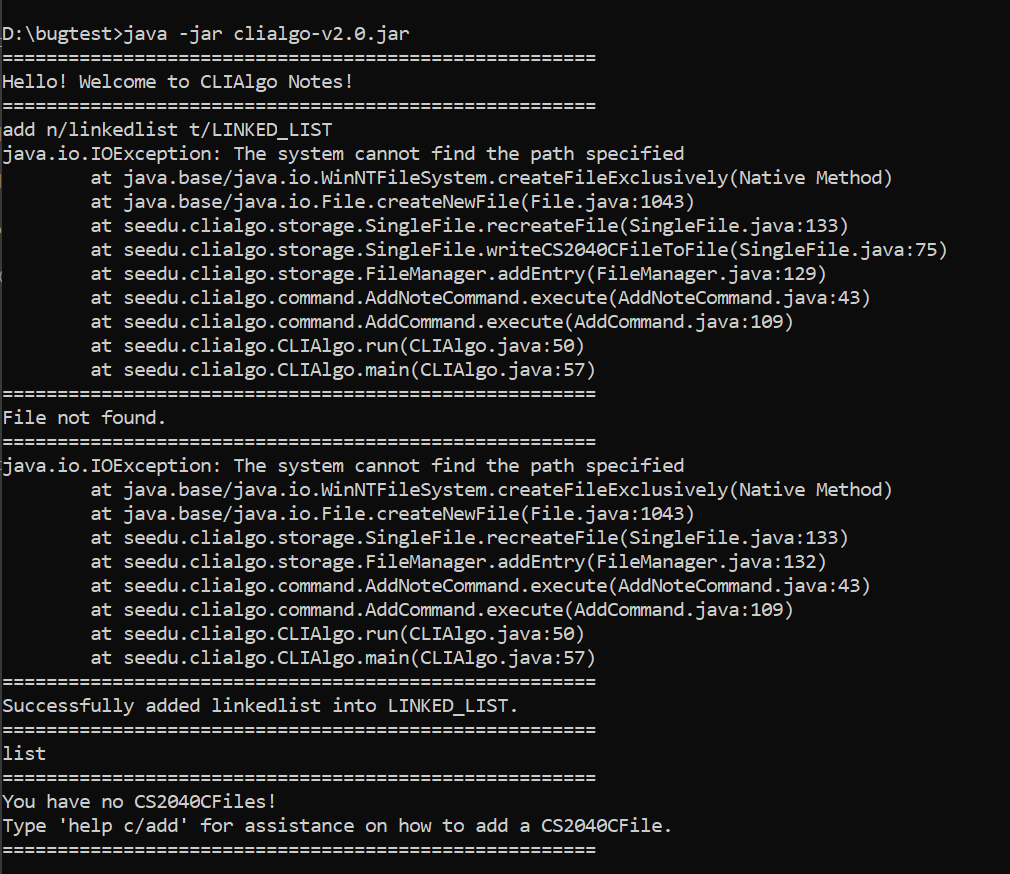 D:\bugtest>java -jar clialgo-v2.0.jar
======================================================
Hello! Welcome to CLIAlgo Notes!
======================================================
add n/linkedlist t/LINKED_LIST
java.io.IOException: The system cannot find the path specified
        at java.base/java.io.WinNTFileSystem.createFileExclusively(Native Method)
        at java.base/java.io.File.createNewFile(File.java:1043)
        at seedu.clialgo.storage.SingleFile.recreateFile(SingleFile.java:133)
        at seedu.clialgo.storage.SingleFile.writeCS2040CFileToFile(SingleFile.java:75)
        at seedu.clialgo.storage.FileManager.addEntry(FileManager.java:129)
        at seedu.clialgo.command.AddNoteCommand.execute(AddNoteCommand.java:43)
        at seedu.clialgo.command.AddCommand.execute(AddCommand.java:109)
        at seedu.clialgo.CLIAlgo.run(CLIAlgo.java:50)
        at seedu.clialgo.CLIAlgo.main(CLIAlgo.java:57)
======================================================
File not found.
======================================================
java.io.IOException: The system cannot find the path specified
        at java.base/java.io.WinNTFileSystem.createFileExclusively(Native Method)
        at java.base/java.io.File.createNewFile(File.java:1043)
        at seedu.clialgo.storage.SingleFile.recreateFile(SingleFile.java:133)
        at seedu.clialgo.storage.FileManager.addEntry(FileManager.java:132)
        at seedu.clialgo.command.AddNoteCommand.execute(AddNoteCommand.java:43)
        at seedu.clialgo.command.AddCommand.execute(AddCommand.java:109)
        at seedu.clialgo.CLIAlgo.run(CLIAlgo.java:50)
        at seedu.clialgo.CLIAlgo.main(CLIAlgo.java:57)
======================================================
Successfully added linkedlist into LINKED_LIST.
======================================================
list
======================================================
You have no CS2040CFiles!
Type 'help c/add' for assistance on how to add a CS2040CFile.
======================================================